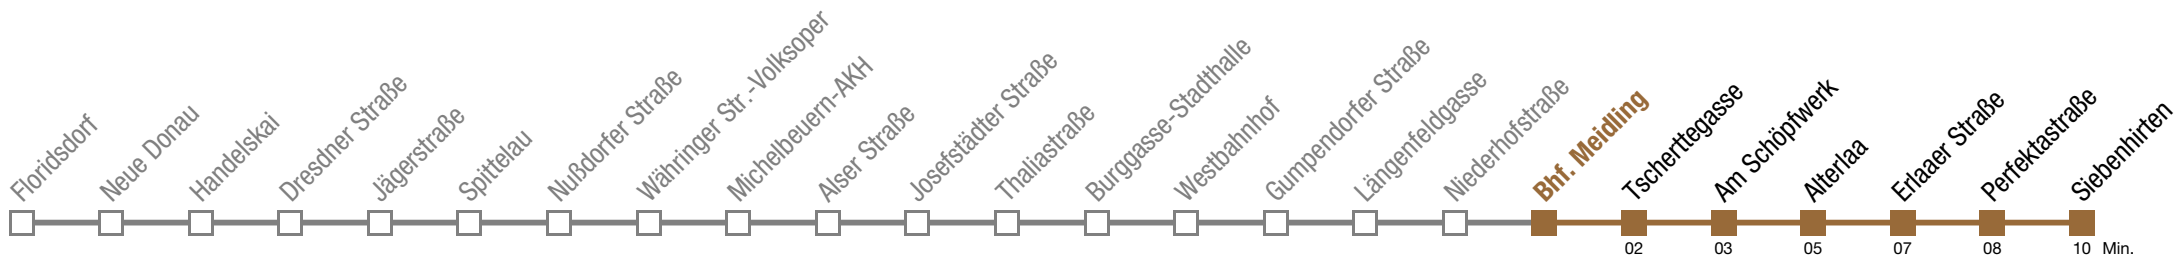 Floridsdorf
Neue Donau
Handelskai
Dresdner Straße
Jägerstraße
Spittelau
Nußdorfer Straße
Währinger Str.-Volksoper
Michelbeuern-AKH
Alser Straße
Josefstädter Straße
Thaliastraße
Burggasse-Stadthalle
Westbahnhof
Gumpendorfer Straße
Längenfeldgasse
Niederhofstraße
Bhf. Meidling
Tscherttegasse
Am Schöpfwerk
Alterlaa
Erlaaer Straße
Perfektastraße
Siebenhirten
02 03 05 07 08 10 Min.